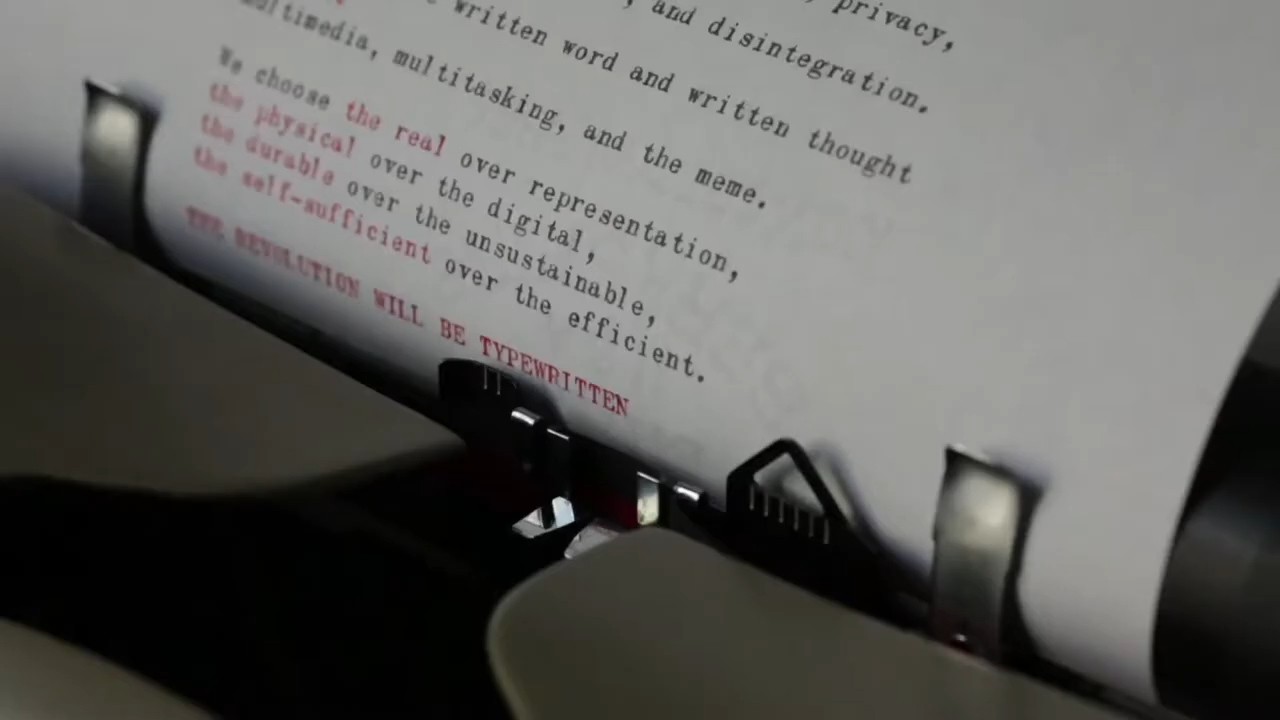 privacy,
and disintegration.
written word and written thought
multimedia, multitasking, and the meme.
We choose the real over representation,
the physical over the digital,
the durable over the unsustainable,
the self-sufficient over the efficient.
THE REVOLUTION WILL BE TYPEWRITTEN